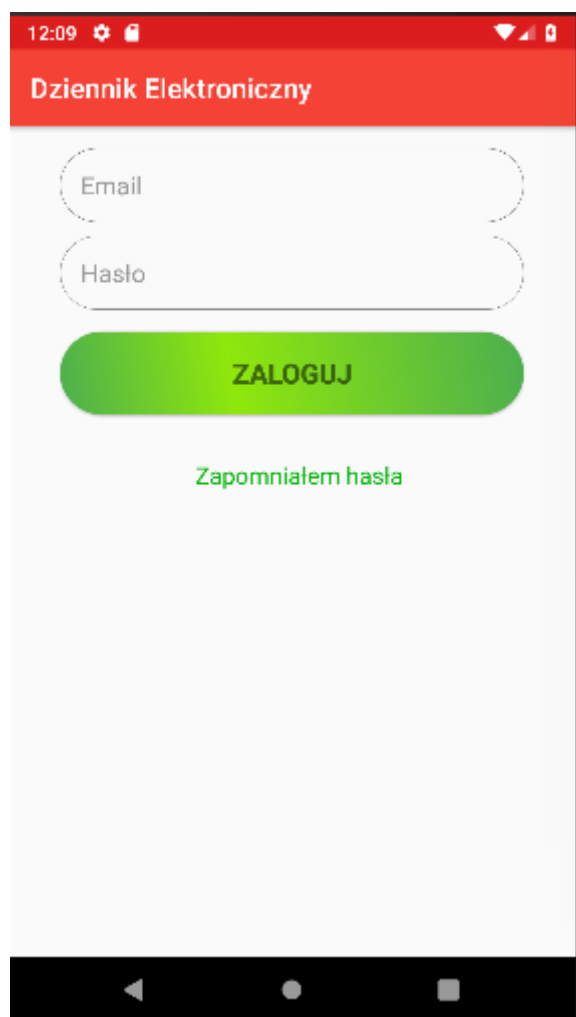 12:09
Dziennik Elektroniczny
Email
Hasło
ZALOGUJ
Zapomniałem hasła